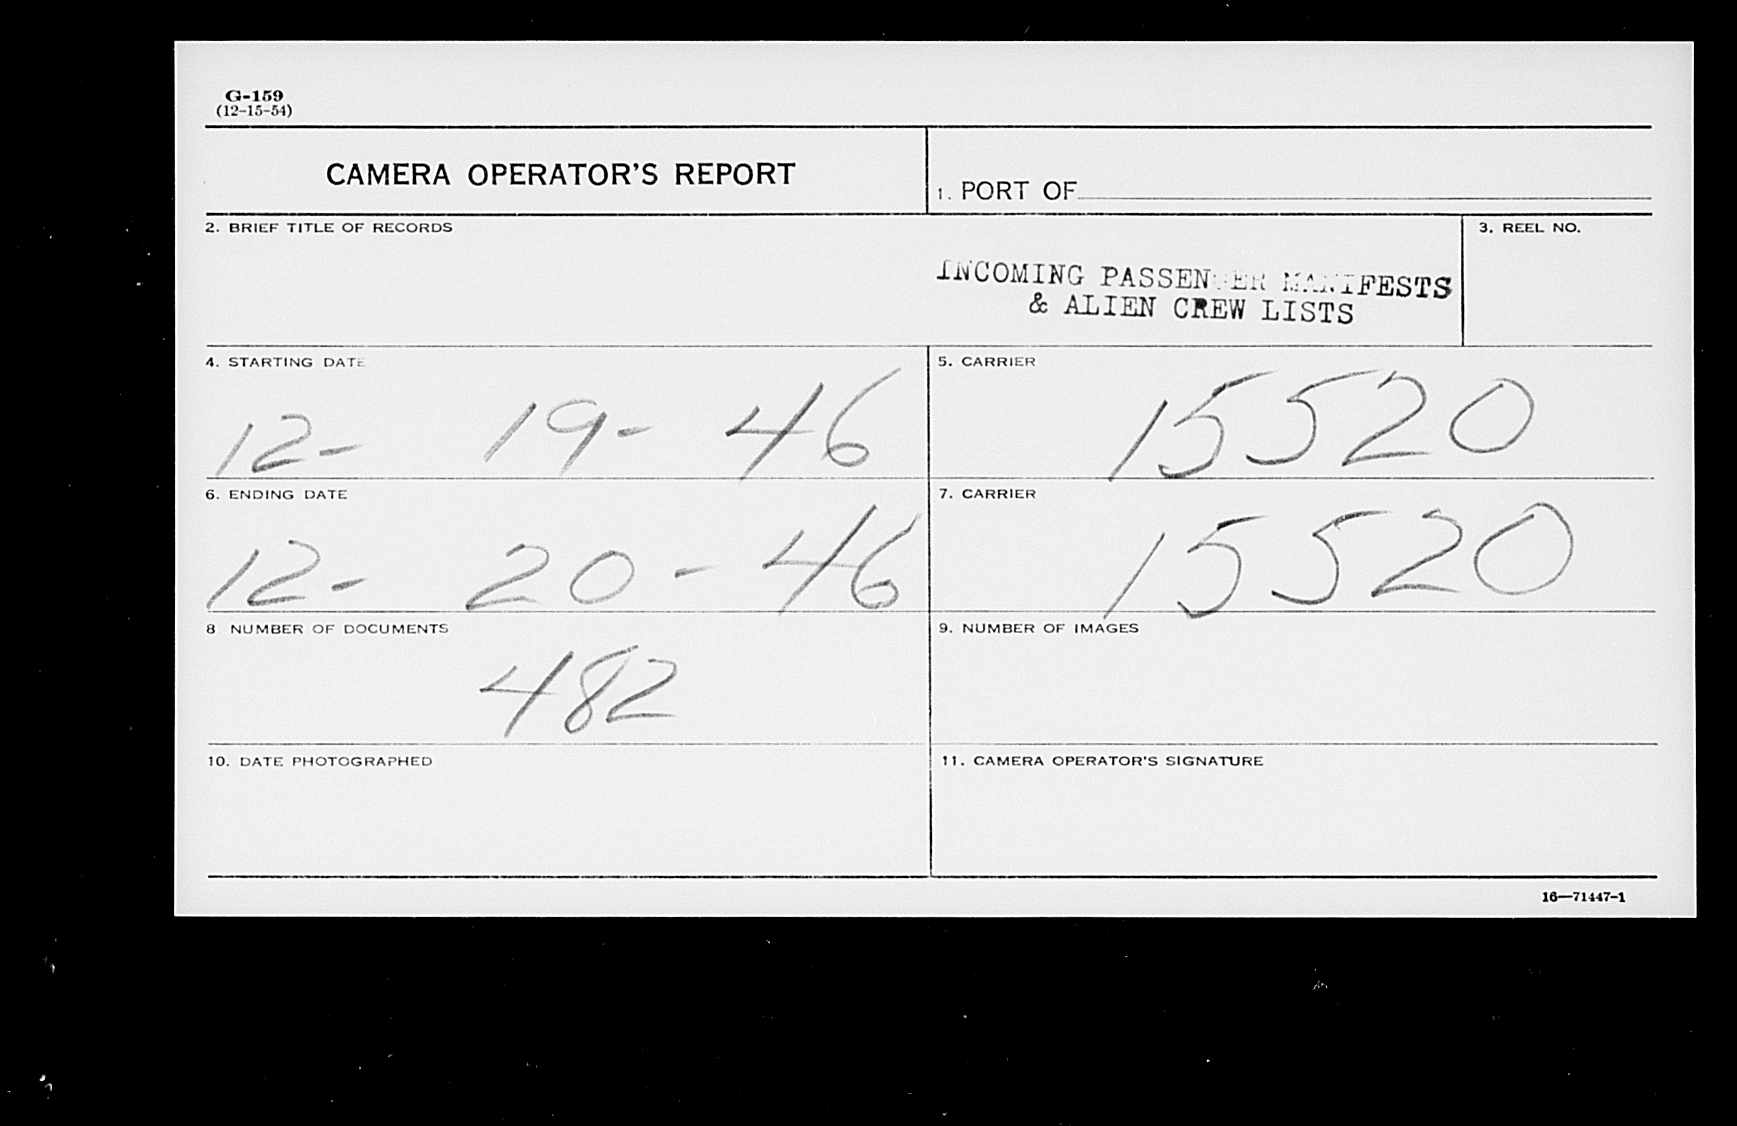 G-159
(12-15-54)
CAMERA OPERATOR'S REPORT
1. PORT OF
2. BRIEF TITLE OF RECORDS
3. REEL NO.
INCOMING PASSENGER MANIFESTS
& ALIEN CREW LISTS
4. STARTING DATE
5. CARRIER
12- 19- 46
15520
6. ENDING DATE
7. CARRIER
12- 20 - 46
15520
8 NUMBER OF DOCUMENTS
9. NUMBER OF IMAGES
482
10. DATE PHOTOGRAPHED
11. CAMERA OPERATOR'S SIGNATURE
16—71447-1